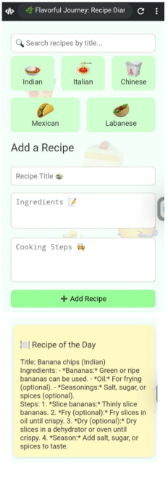 Flavorful Journey: Recipe Diar
Search recipes by title...
Indian
Italian
Chinese
Mexican
Labanese
Add a Recipe
Recipe Title
Ingredients
Cooking Steps
+ Add Recipe
Recipe of the Day
Title: Banana chips (Indian)
Ingredients: - *Bananas:* Green or ripe
bananas can be used. - *Oil:* For frying
(optional). - *Seasonings:* Salt, sugar, or
spices (optional).
Steps: 1. *Slice bananas:* Thinly slice
bananas. 2. *Fry (optional):* Fry slices in
oil until crispy. 3. *Dry (optional):* Dry
slices in a dehydrator or oven until
crispy. 4. *Season:* Add salt, sugar, or
spices to taste.